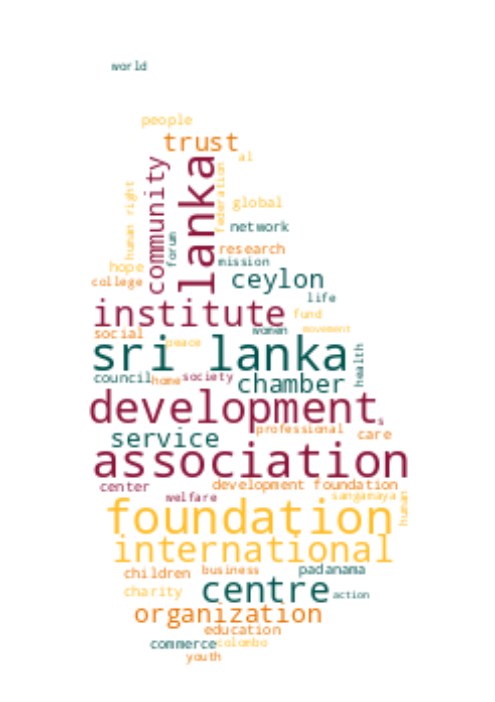 world
people
trust
al
community
lanka
human right
federation
global
forum
network
research
mission
hope
college
ceylon
life
institute
fund
social
women
movement
peace
sri lanka
health
council
home
society
chamber
development
s
professional
service
care
association
center
development foundation
welfare
sangamaya
human
foundation
international
children
business
padanama
charity
centre
action
organization
education
commerce
colombo
youth